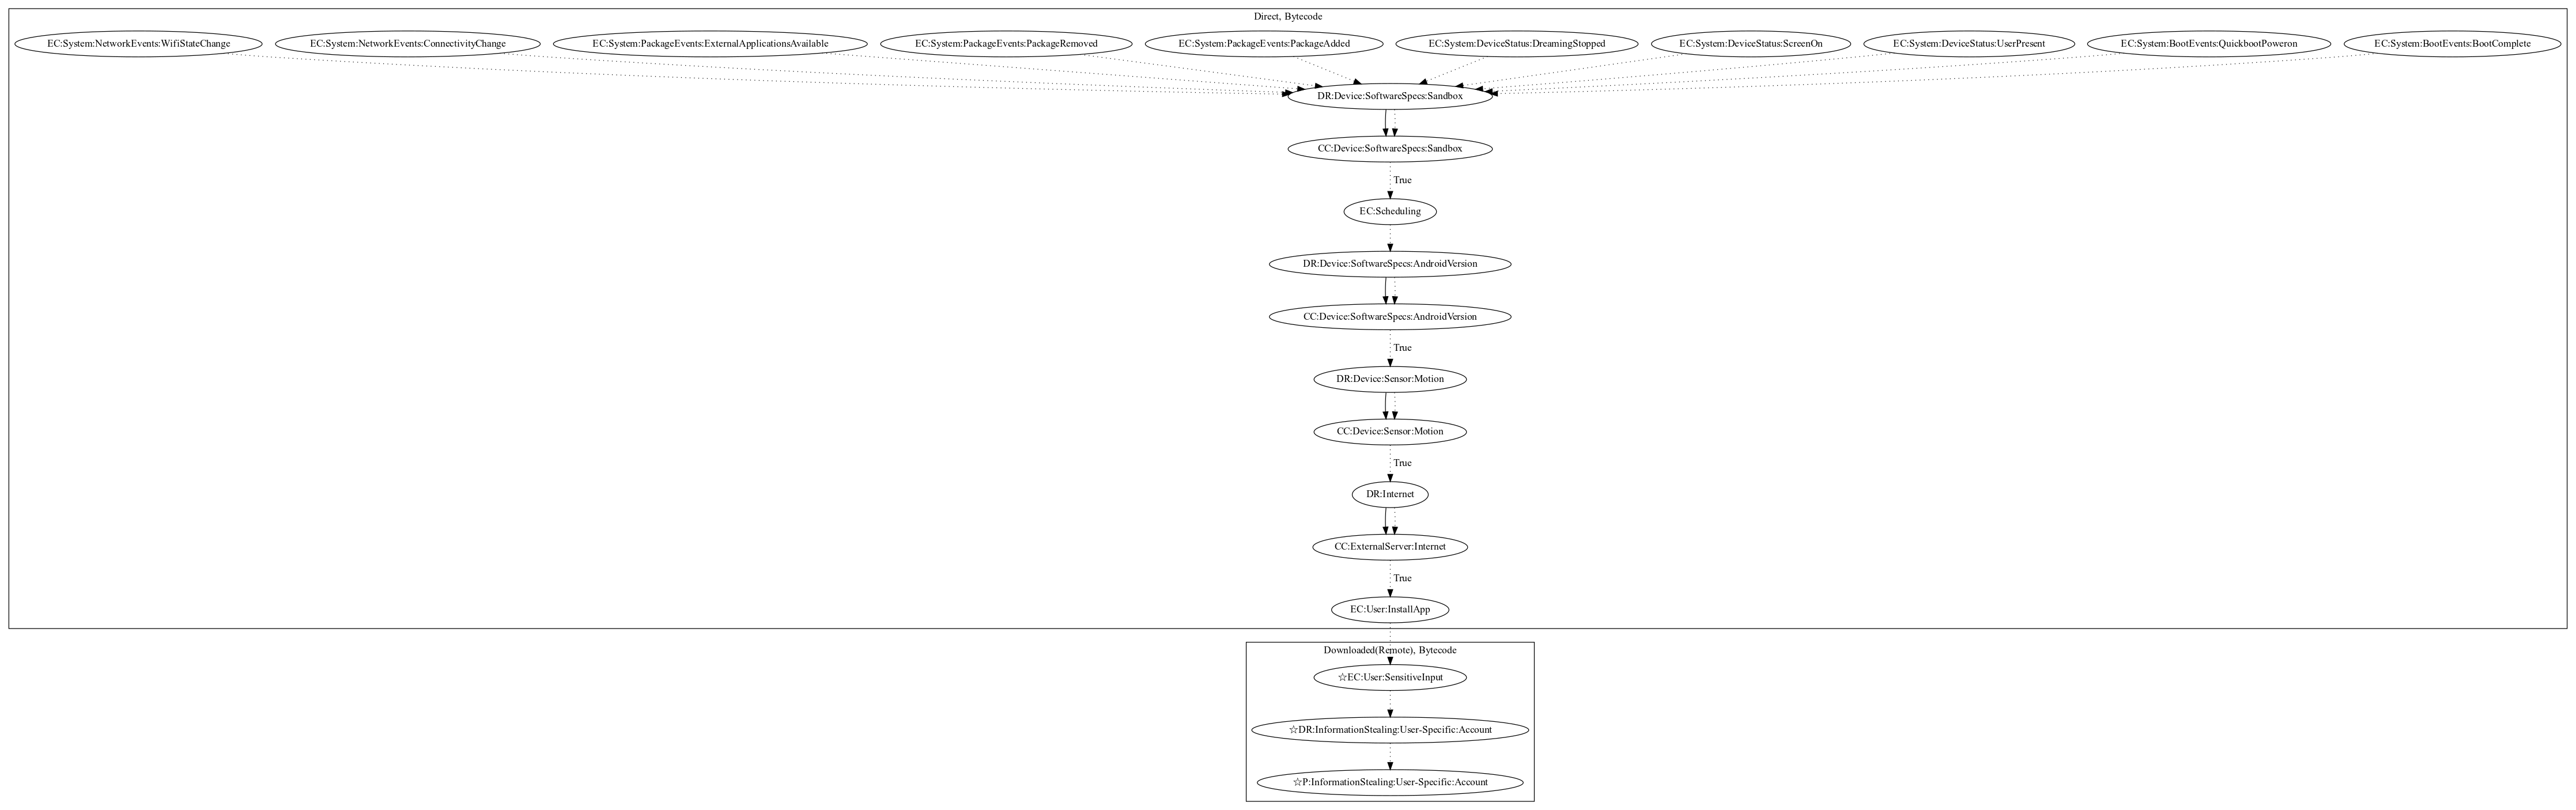 Direct, Bytecode
EC:System:NetworkEvents:WifiStateChange
EC:System:NetworkEvents:ConnectivityChange
EC:System:PackageEvents:ExternalApplicationsAvailable
EC:System:PackageEvents:PackageRemoved
EC:System:PackageEvents:PackageAdded
EC:System:DeviceStatus:DreamingStopped
EC:System:DeviceStatus:ScreenOn
EC:System:DeviceStatus:UserPresent
EC:System:BootEvents:QuickbootPoweron
EC:System:BootEvents:BootComplete
DR:Device:SoftwareSpecs:Sandbox
CC:Device:SoftwareSpecs:Sandbox
True
EC:Scheduling
DR:Device:SoftwareSpecs:AndroidVersion
CC:Device:SoftwareSpecs:AndroidVersion
True
DR:Device:Sensor:Motion
CC:Device:Sensor:Motion
True
DR:Internet
CC:ExternalServer:Internet
True
EC:User:InstallApp
Downloaded(Remote), Bytecode
☆EC:User:SensitiveInput
☆DR:InformationStealing:User-Specific:Account
☆P:InformationStealing:User-Specific:Account